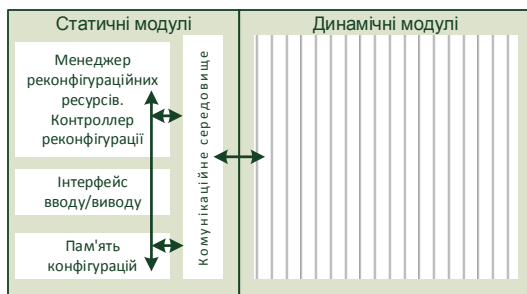 Статичні модулі
Динамічні модулі
Менеджер
реконфігураційних
ресурсів.
Контроллер
реконфігурації
Інтерфейс
вводу/виводу
Пам'ять
конфігурацій
Комунікаційне середовище